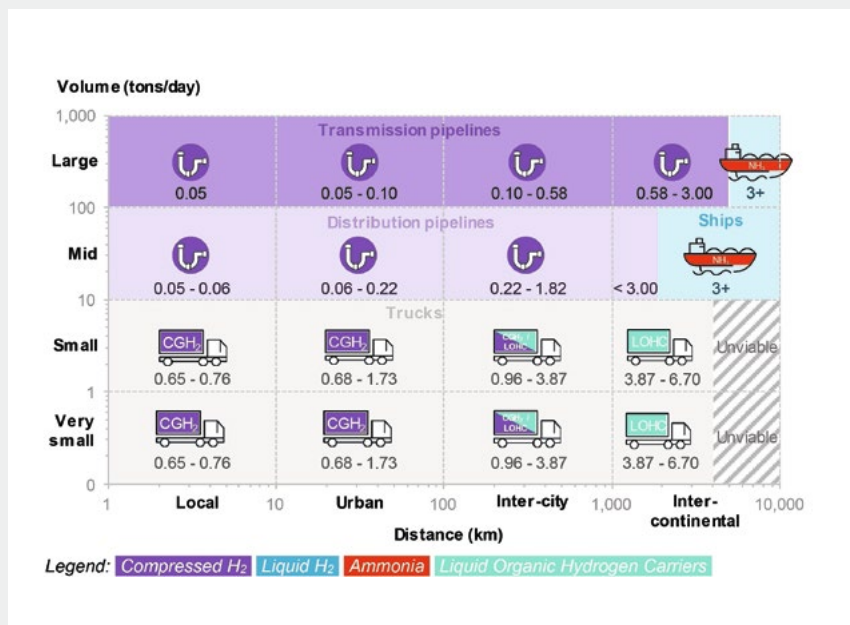 Volume (tons/day)
1,000
Transmission pipelines
Large
NH₃
0.05
0.05 - 0.10
0.10 - 0.58
0.58 - 3.00
3+
100
Distribution pipelines
Ships
Mid
NH₃
0.05 - 0.06
0.06 - 0.22
0.22 - 1.82
< 3.00
3+
10
Trucks
Small
CGH₂
CGH₂
CGH₂ /
LOHC
LOHC
Unviable
0.65 - 0.76
0.68 - 1.73
0.96 - 3.87
3.87 - 6.70
1
Very
small
CGH₂
CGH₂
CGH₂ /
LOHC
LOHC
Unviable
0.65 - 0.76
0.68 - 1.73
0.96 - 3.87
3.87 - 6.70
0
1
Local
10
Urban
100
Inter-city
1,000
Inter-
continental
10,000
Distance (km)
Legend: Compressed H₂ Liquid H₂ Ammonia Liquid Organic Hydrogen Carriers